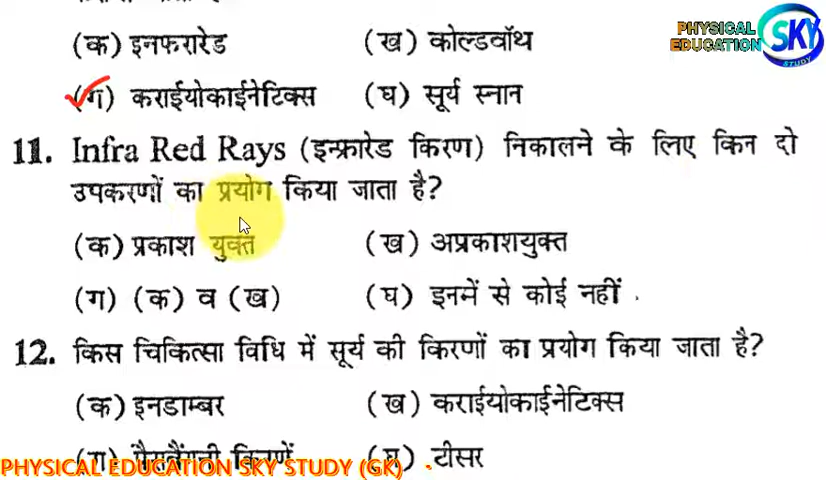 PHYSICAL
EDUCATION
SKY
STUDY
(क) इनफरारेड (ख) कोल्डवॉथ
(ग) कराईयोकाईनेटिक्स (घ) सूर्य स्नान
11. Infra Red Rays (इन्फ्रारेड किरण) निकालने के लिए किन दो
उपकरणों का प्रयोग किया जाता है?
(क) प्रकाश युक्त (ख) अप्रकाशयुक्त
(ग) (क) व (ख) (घ) इनमें से कोई नहीं .
12. किस चिकित्सा विधि में सूर्य की किरणों का प्रयोग किया जाता है?
(क) इनडाम्बर (ख) कराईयोकाईनेटिक्स
(ग) किरणें (घ) टीसर
PHYSICAL EDUCATION SKY STUDY (GK)